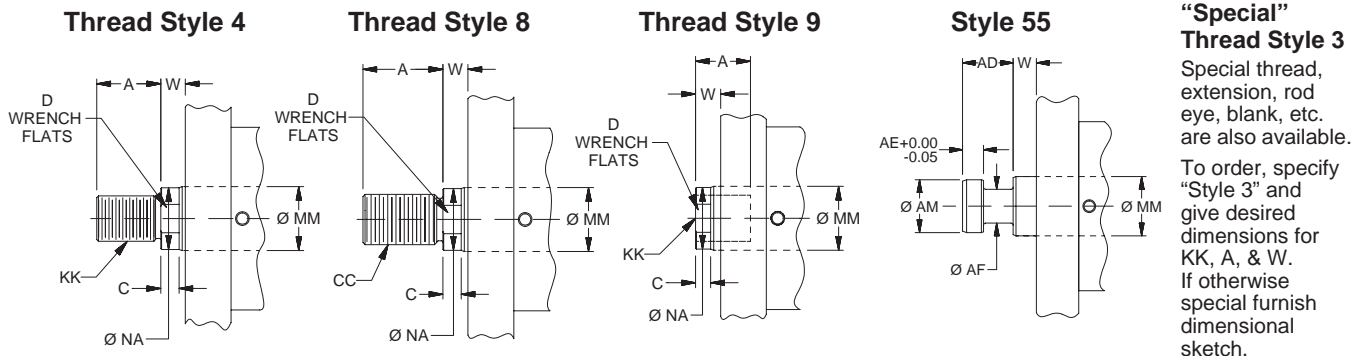 Thread Style 4
A
W
D
WRENCH
FLATS
Ø MM
KK
C
Ø NA
Thread Style 8
A
W
D
WRENCH
FLATS
Ø MM
CC
C
Ø NA
Thread Style 9
A
W
D
WRENCH
FLATS
Ø MM
KK
C
Ø NA
Style 55
AD
W
AE+0.00
-0.05
Ø AM
Ø MM
Ø AF
“Special”
Thread Style 3
Special thread,
extension, rod
eye, blank, etc.
are also available.
To order, specify
“Style 3” and
give desired
dimensions for
KK, A, & W.
If otherwise
special furnish
dimensional
sketch.